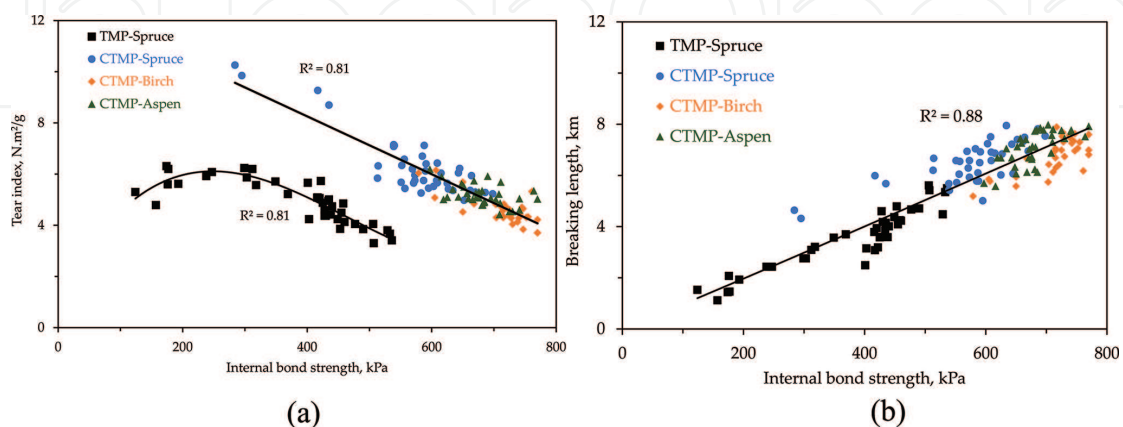 12
TMP-Spruce
CTMP-Spruce
CTMP-Birch
CTMP-Aspen
R² = 0.81
R² = 0.81
8
4
0
0 200 400 600 800
Tear index, N.m²/g
Internal bond strength, kPa
(a)
12
TMP-Spruce
CTMP-Spruce
CTMP-Birch
CTMP-Aspen
R² = 0.88
8
4
0
0 200 400 600 800
Breaking length, km
Internal bond strength, kPa
(b)